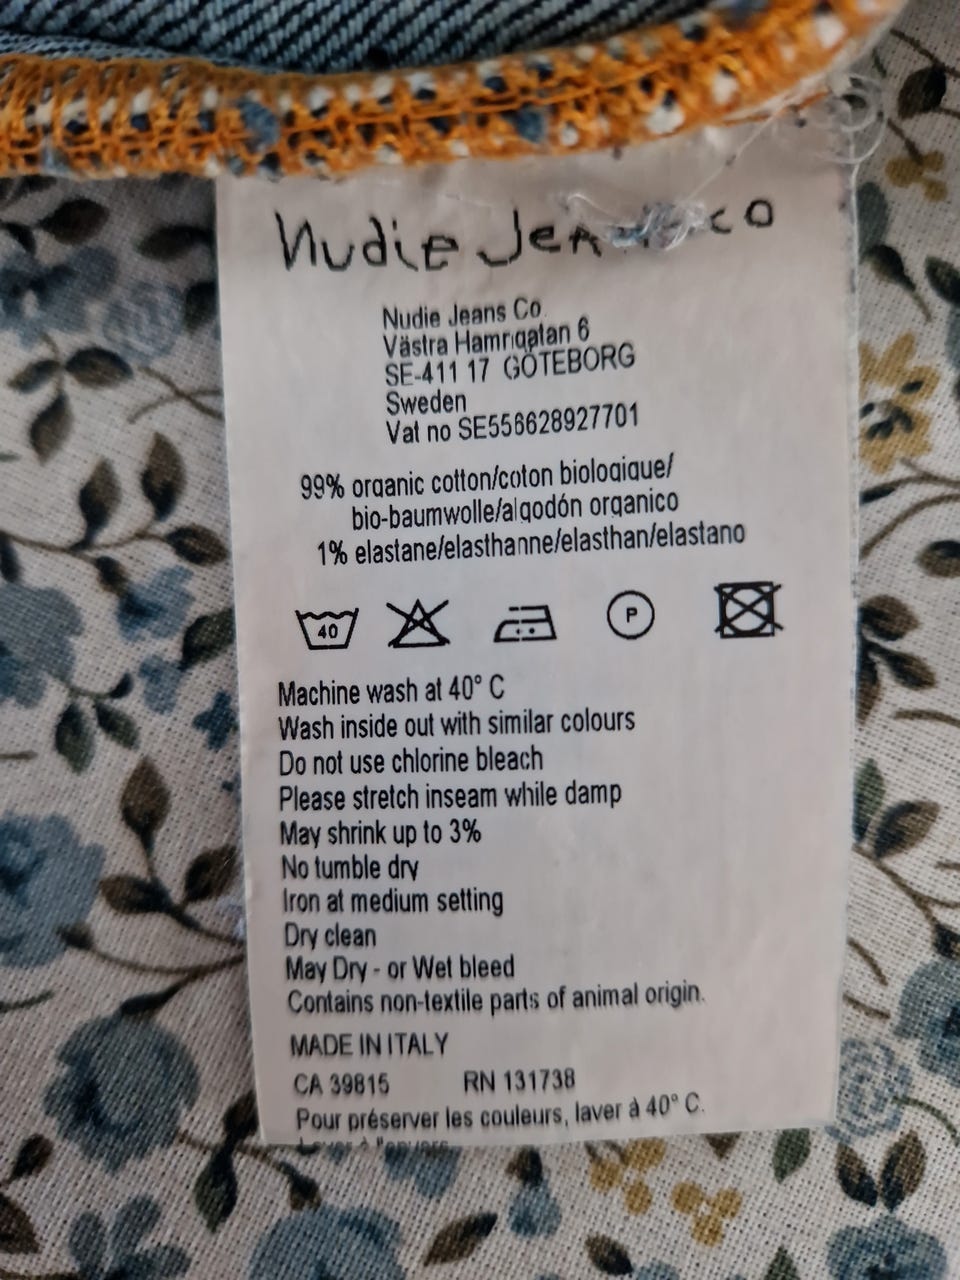 Nudie Jeans co
Nudie Jeans Co.
Västra Hamngatan 6
SE-411 17 GÖTEBORG
Sweden
Vat no SE556628927701
99% organic cotton/coton biologique/
bio-baumwolle/algodón organico
1% elastane/elasthanne/elasthan/elastano
40
P
Machine wash at 40° C
Wash inside out with similar colours
Do not use chlorine bleach
Please stretch inseam while damp
May shrink up to 3%
No tumble dry
Iron at medium setting
Dry clean
May Dry - or Wet bleed
Contains non-textile parts of animal origin.
MADE IN ITALY
CA 39815 RN 131738
Pour préserver les couleurs, laver à 40° C.
Laver à l'envers